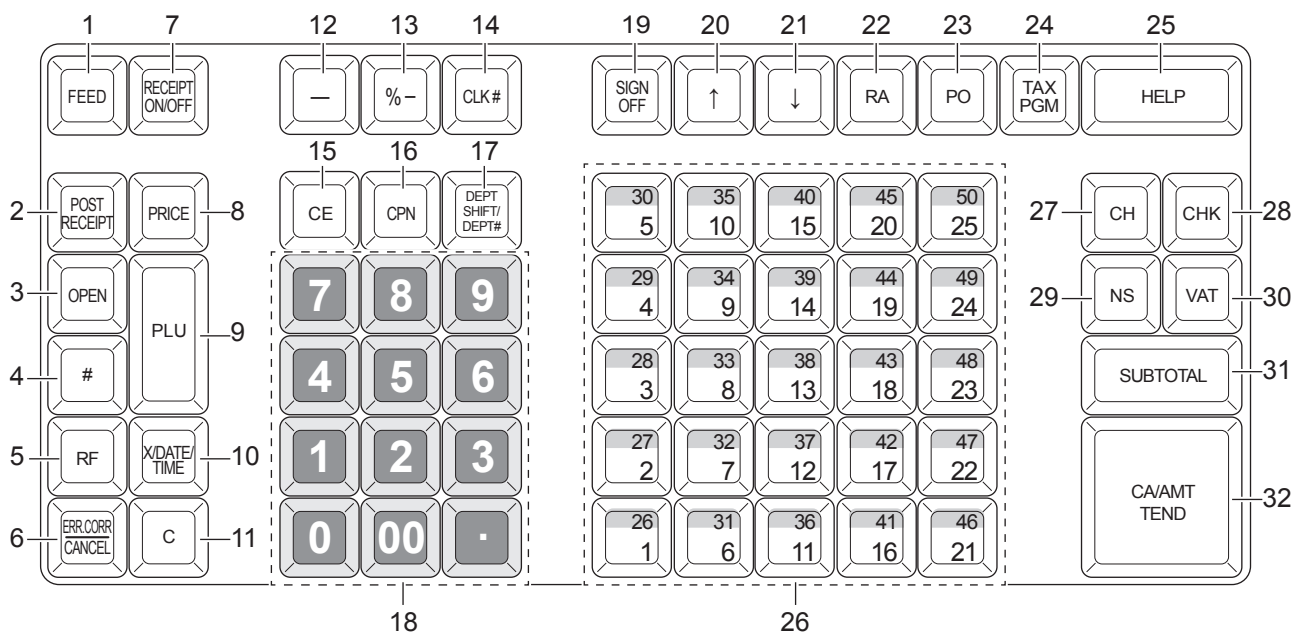 1 7 12 13 14 19 20 21 22 23 24 25
FEED
RECEIPT
ON/OFF
—
%–
CLK#
SIGN
OFF
↑
↓
RA
PO
TAX
PGM
HELP
15 16 17
2
POST
RECEIPT
PRICE
8
CE
CPN
DEPT
SHIFT/
DEPT#
30 35 40 45 50
5 10 15 20 25
27
CH
CHK
28
3
OPEN
PLU
9
7 8 9
29 34 39 44 49
4 9 14 19 24
29
NS
VAT
30
4
#
4 5 6
28 33 38 43 48
3 8 13 18 23
SUBTOTAL
31
5
RF
X/DATE/
TIME
10
1 2 3
27 32 37 42 47
2 7 12 17 22
CA/AMT
TEND
32
6
ERR.CORR
CANCEL
C
11
0 00 ·
26 31 36 41 46
1 6 11 16 21
18 26